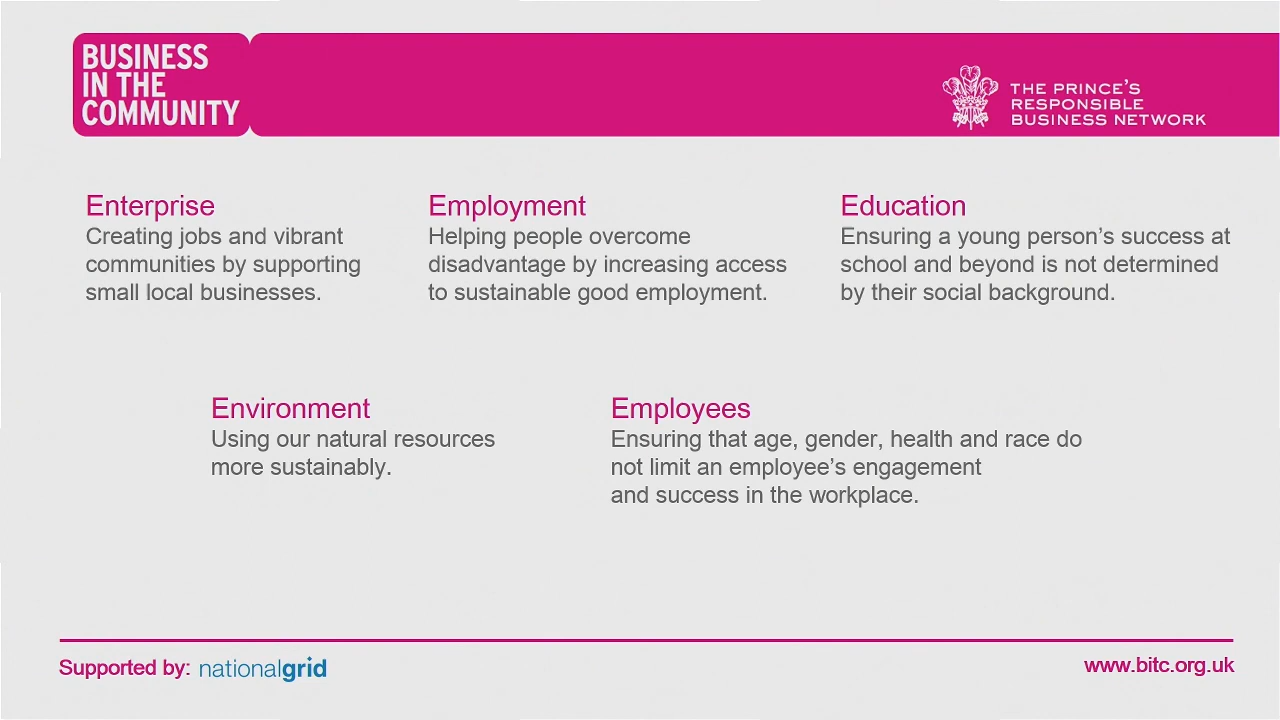 BUSINESS
IN THE
COMMUNITY
THE PRINCE'S
RESPONSIBLE
BUSINESS NETWORK
Enterprise
Creating jobs and vibrant
communities by supporting
small local businesses.
Employment
Helping people overcome
disadvantage by increasing access
to sustainable good employment.
Education
Ensuring a young person’s success at
school and beyond is not determined
by their social background.
Environment
Using our natural resources
more sustainably.
Employees
Ensuring that age, gender, health and race do
not limit an employee’s engagement
and success in the workplace.
Supported by: nationalgrid
www.bitc.org.uk